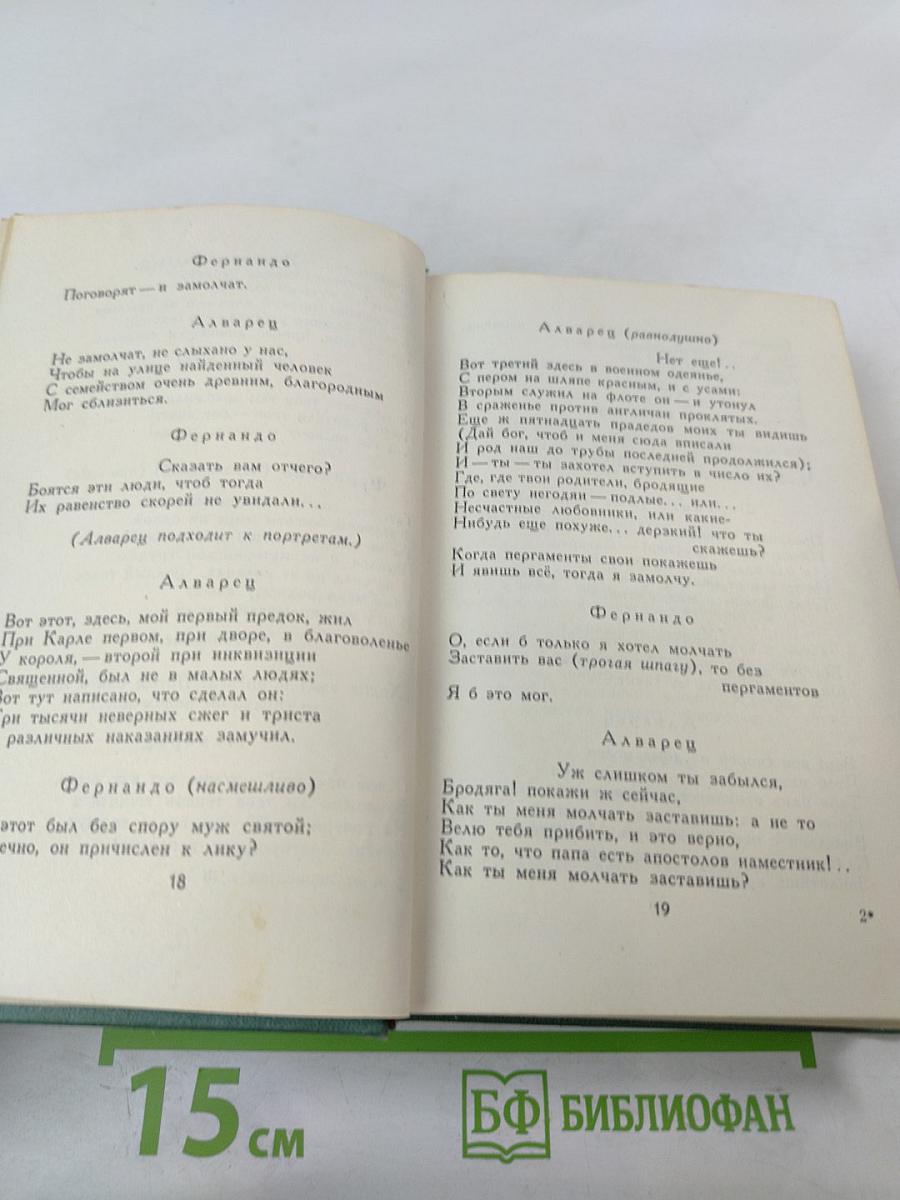 Фернандо
Поговорят — и замолчат.
Алварец
Не замолчат, не слыхано у нас,
Чтобы на улице найденный человек
С семейством очень древним, благородным
Мог сблизиться.
Фернандо
Сказать вам отчего?
Боятся эти люди, чтоб тогда
Их равенство скорей не увидали...
(Алварец подходит к портретам.)
Алварец
Вот этот, здесь, мой первый предок, жил
При Карле первом, при дворе, в благоволенье
У короля, — второй при инквизиции
Священной, был не в малых людях;
Вот тут написано, что сделал он:
Три тысячи неверных сжег и триста
различных наказаниях замучил.
Фернандо (насмешливо)
этот был без спору муж святой;
ечно, он причислен к лику?
18
Алварец (равнодушно)
Нет еще!..
Вот третий здесь в военном одеянье,
С пером на шляпе красным, и с усами:
Вторым служил на флоте он — и утонул
В сраженье против англичан проклятых.
Еще ж пятнадцать прадедов моих ты видишь
(Дай бог, чтоб и меня сюда вписали
И род наш до трубы последней продолжился);
И — ты — ты захотел вступить в число их?
Где, где твои родители, бродящие
По свету негодяи — подлые... или...
Несчастные любовники, или какие-
Нибудь еще похуже... дерзкий! что ты
скажешь?
Когда пергаменты свои покажешь
И явишь всё, тогда я замолчу.
Фернандо
О, если б только я хотел молчать
Заставить вас (трогая шпагу), то без
пергаментов
Я б это мог.
Алварец
Уж слишком ты забылся,
Бродяга! покажи ж сейчас,
Как ты меня молчать заставишь: а не то
Велю тебя прибить, и это верно,
Как то, что папа есть апостолов наместник!..
Как ты меня молчать заставишь?
19
2*
15 см
БФ БИБЛИОФАН